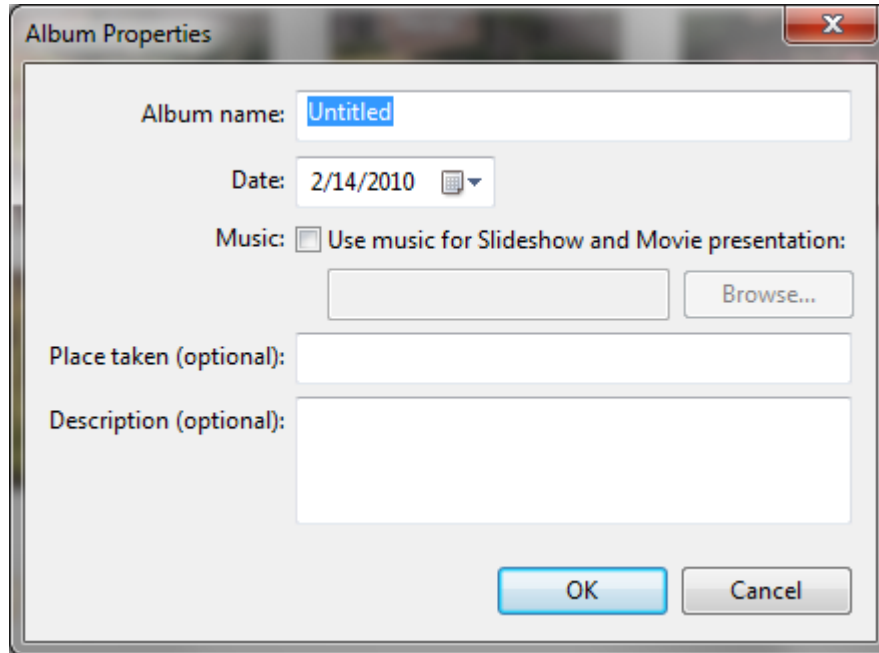 Album Properties
Album name: Untitled
Date: 2/14/2010
Music: Use music for Slideshow and Movie presentation:
Browse...
Place taken (optional):
Description (optional):
OK Cancel